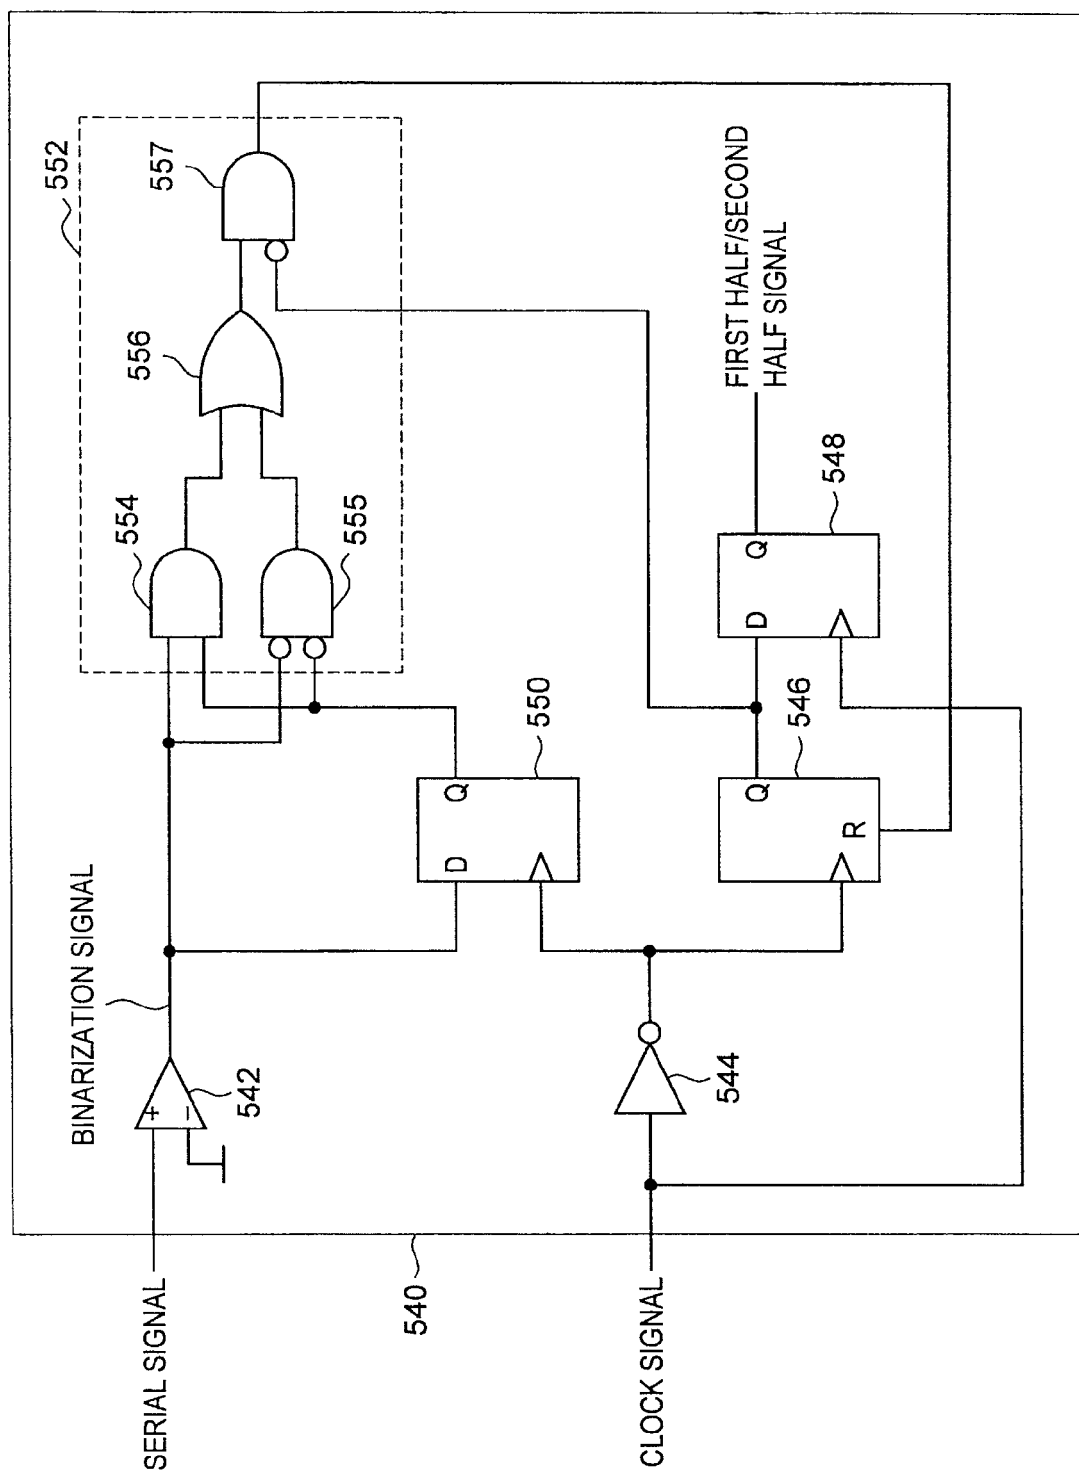 552
557
556
554
555
FIRST HALF/SECOND
HALF SIGNAL
BINARIZATION SIGNAL
550
D
Q
548
D
Q
546
Q
R
+
−
542
544
SERIAL SIGNAL
540
CLOCK SIGNAL